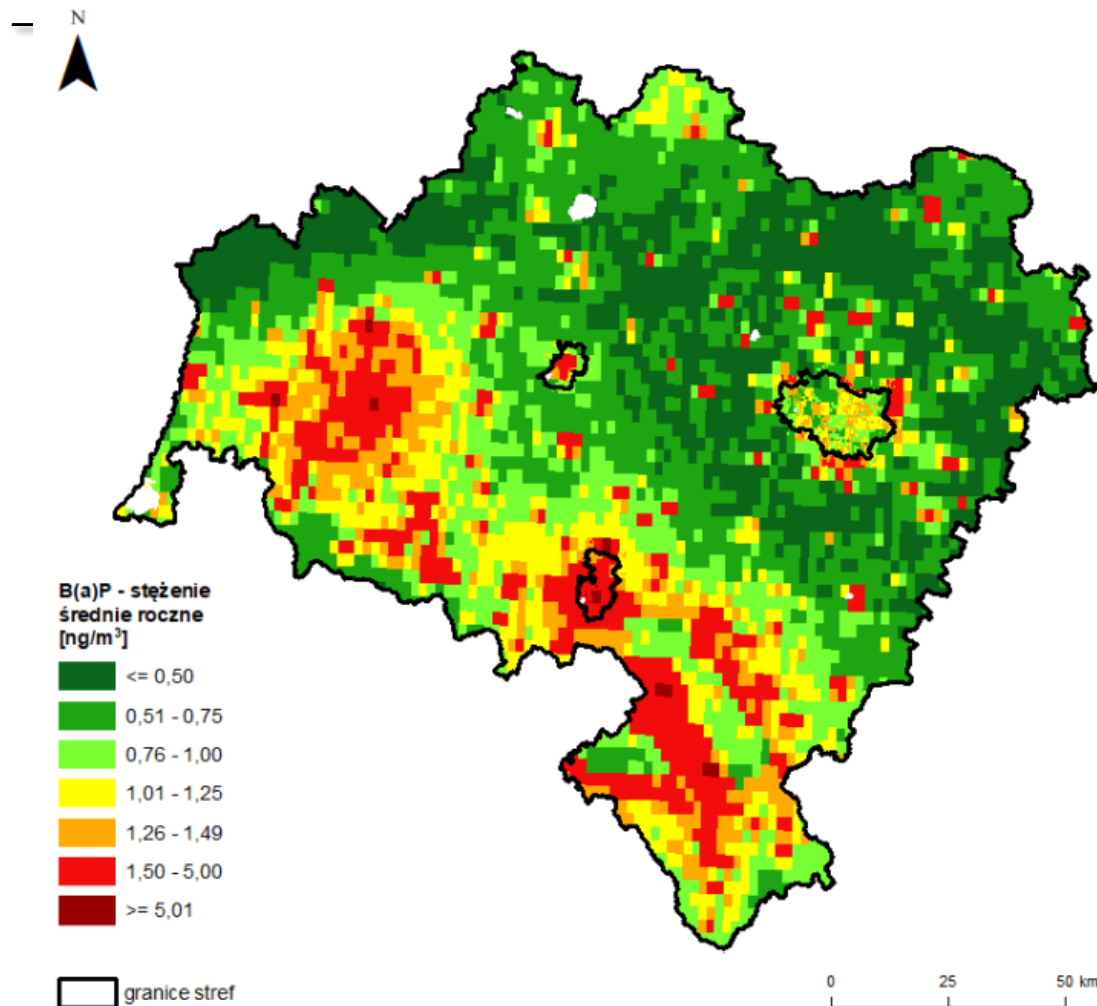 N
B(a)P - stężenie
średnie roczne
[ng/m³]
<= 0,50
0,51 - 0,75
0,76 - 1,00
1,01 - 1,25
1,26 - 1,49
1,50 - 5,00
>= 5,01
granice stref
0 25 50 km